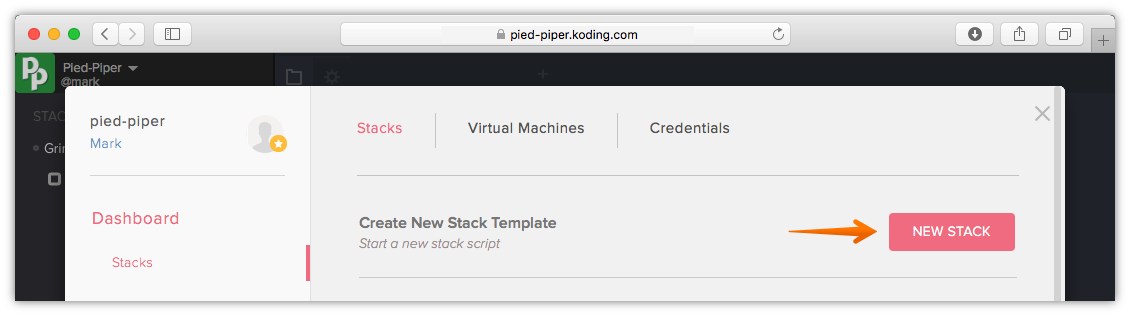 pied-piper.koding.com
PP
Pied-Piper
@mark
STAC
Grin
pied-piper
Mark
Dashboard
Stacks
Stacks
Virtual Machines
Credentials
Create New Stack Template
Start a new stack script
NEW STACK